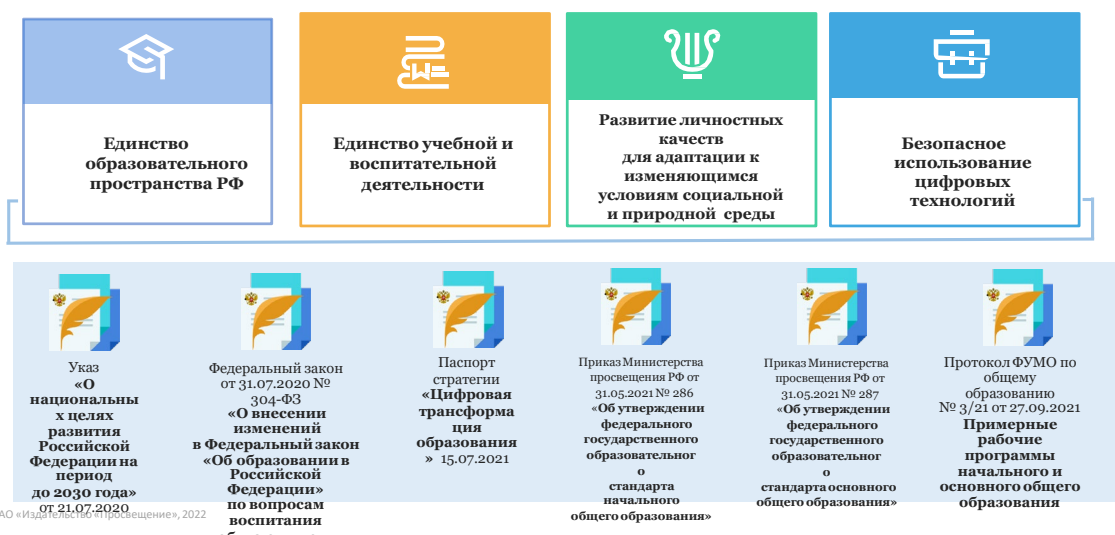 Единство
образовательного
пространства РФ
Единство учебной и
воспитательной
деятельности
Развитие личностных
качеств
для адаптации к
изменяющимся
условиям социальной
и природной среды
Безопасное
использование
цифровых
технологий
Указ
«О
национальны
х целях
развития
Российской
Федерации на
период
до 2030 года»
от 21.07.2020
Федеральный закон
от 31.07.2020 №
304-ФЗ
«О внесении
изменений
в Федеральный закон
«Об образовании в
Российской
Федерации»
по вопросам
воспитания
Паспорт
стратегии
«Цифровая
трансформа
ция
образования
» 15.07.2021
Приказ Министерства
просвещения РФ от
31.05.2021 № 286
«Об утверждении
федерального
государственного
образовательног
о
стандарта
начального
общего образования»
Приказ Министерства
просвещения РФ от
31.05.2021 № 287
«Об утверждении
федерального
государственного
образовательног
о
стандарта основного
общего образования»
Протокол ФУМО по
общему
образованию
№ 3/21 от 27.09.2021
Примерные
рабочие
программы
начального и
основного общего
образования
АО «Издательство «Просвещение», 2022